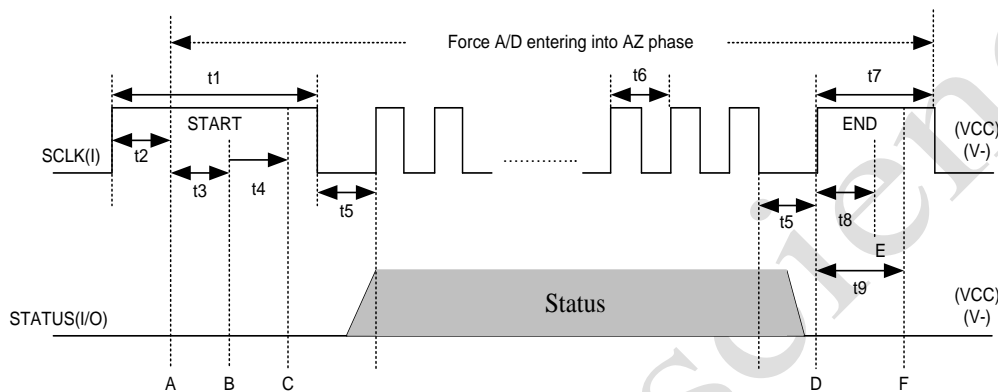 Force A/D entering into AZ phase
t1
t6
t7
START
END
(VCC)
(V-)
SCLK(I)
t2
t3
t4
t5
t5
t8
E
t9
Status
(VCC)
(V-)
STATUS(I/O)
A
B
C
D
F